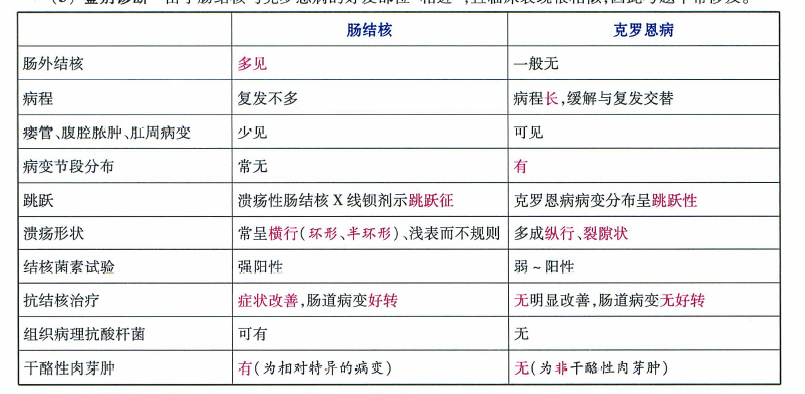 肠结核 克罗恩病
肠外结核 多见 一般无
病程 复发不多 病程长,缓解与复发交替
瘘管、腹腔脓肿、肛周病变 少见 可见
病变节段分布 常无 有
跳跃 溃疡性肠结核X线钡剂示跳跃征 克罗恩病病变分布呈跳跃性
溃疡形状 常呈横行(环形、半环形)、浅表而不规则 多成纵行、裂隙状
结核菌素试验 强阳性 弱~阳性
抗结核治疗 症状改善,肠道病变好转 无明显改善,肠道病变无好转
组织病理抗酸杆菌 可有 无
干酪性肉芽肿 有(为相对特异的病变) 无(为非干酪性肉芽肿)